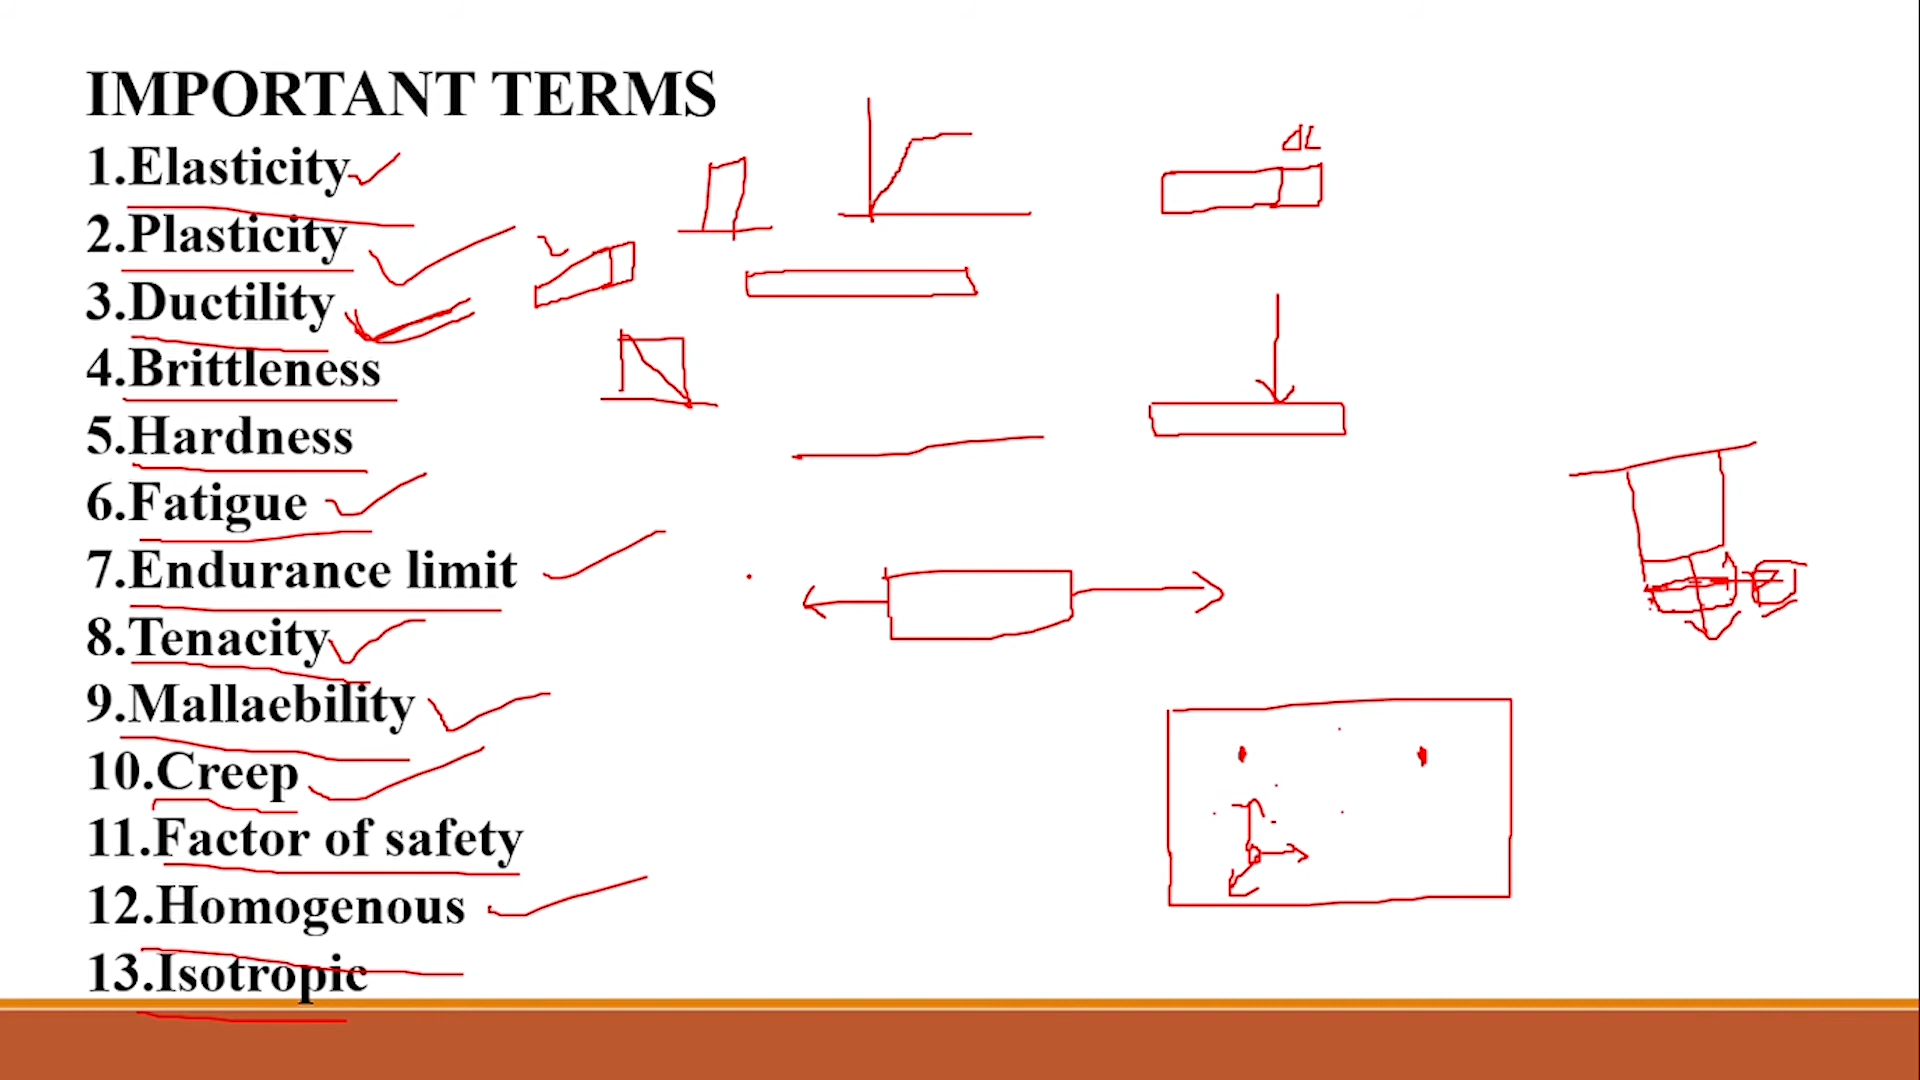 IMPORTANT TERMS
1.Elasticity
2.Plasticity
3.Ductility
4.Brittleness
5.Hardness
6.Fatigue
7.Endurance limit
8.Tenacity
9.Mallaebility
10.Creep
11.Factor of safety
12.Homogenous
13.Isotropic
ΔL